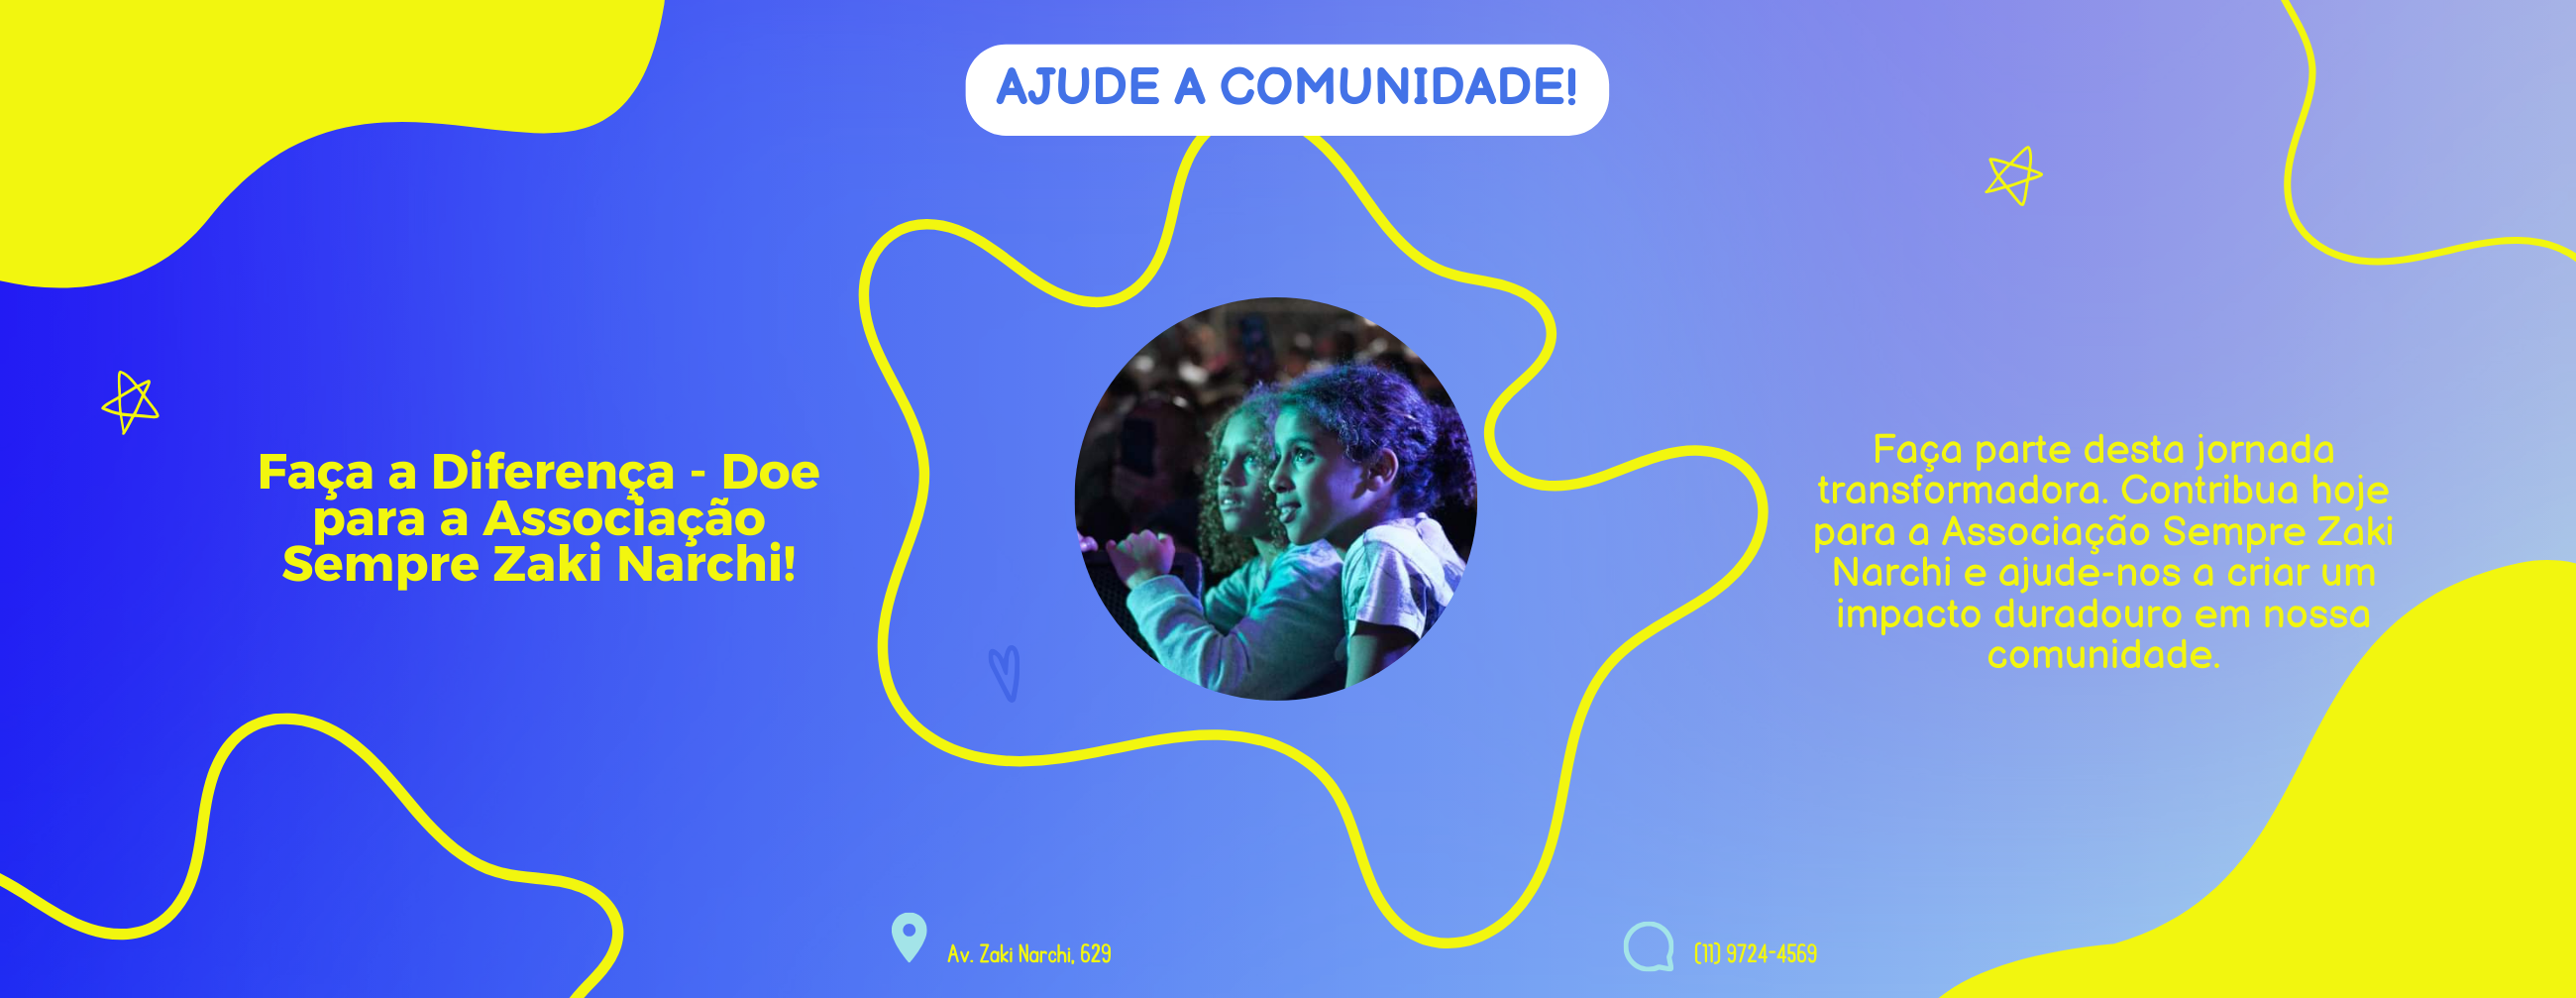 AJUDE A COMUNIDADE!
Faça a Diferença - Doe
para a Associação
Sempre Zaki Narchi!
Faça parte desta jornada
transformadora. Contribua hoje
para a Associação Sempre Zaki
Narchi e ajude-nos a criar um
impacto duradouro em nossa
comunidade.
Av. Zaki Narchi, 629
(11) 9724-4569